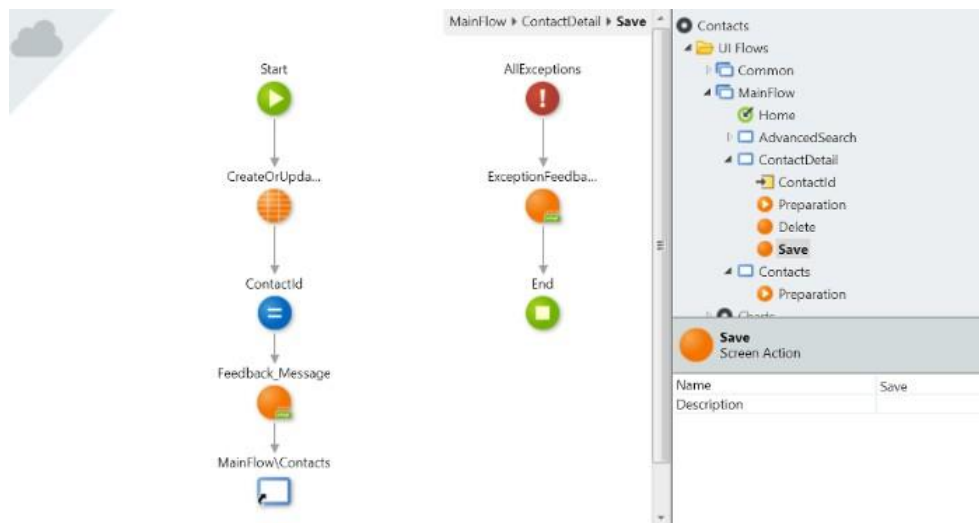 MainFlow ▸ ContactDetail ▸ Save
Start
CreateOrUpda...
ContactId
Feedback_Message
MainFlow\Contacts
AllExceptions
ExceptionFeedba...
End
Contacts
UI Flows
Common
MainFlow
Home
AdvancedSearch
ContactDetail
ContactId
Preparation
Delete
Save
Contacts
Preparation
Charts
Save
Screen Action
Name Save
Description